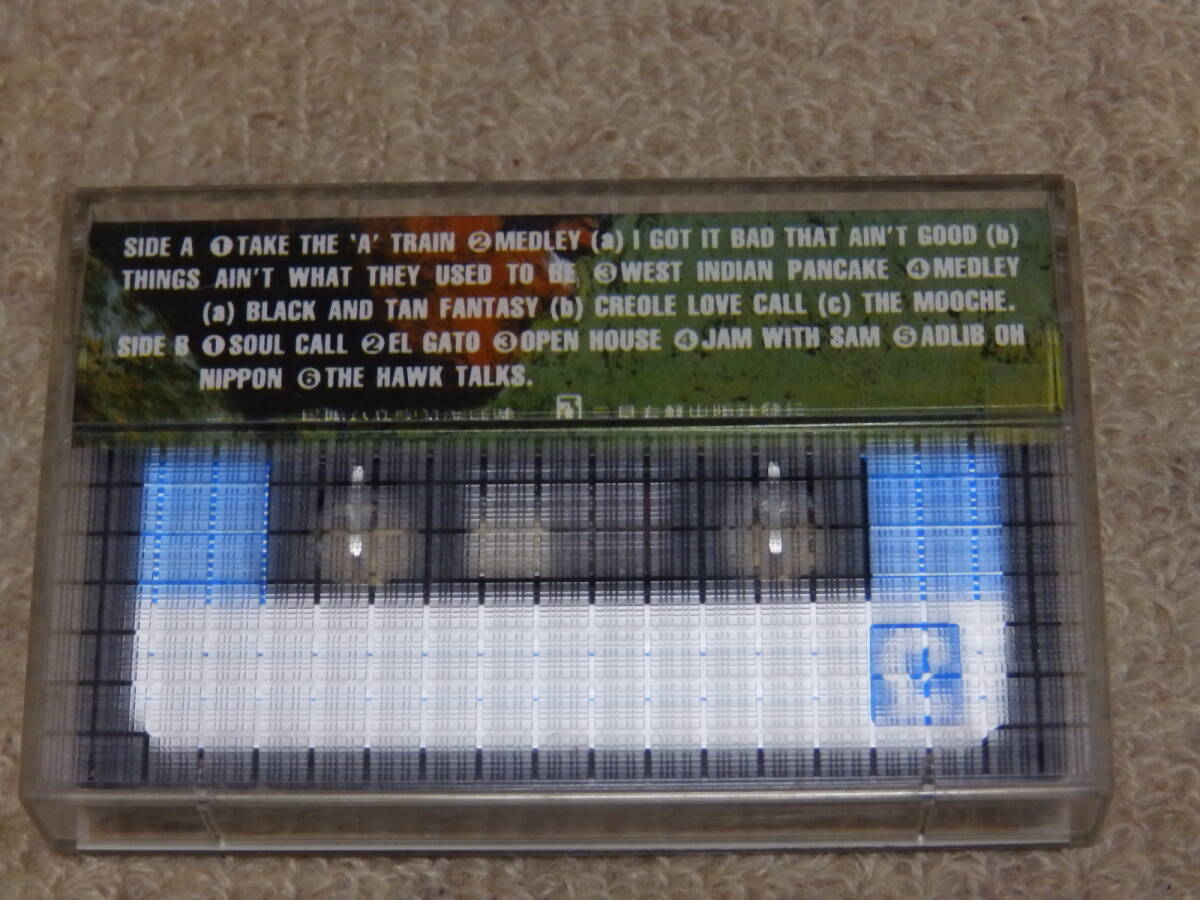 SIDE A ❶TAKE THE 'A' TRAIN ❷MEDLEY (a) I GOT IT BAD THAT AIN'T GOOD (b)
THINGS AIN'T WHAT THEY USED TO BE ❸WEST INDIAN PANCAKE ❹MEDLEY
(a) BLACK AND TAN FANTASY (b) CREOLE LOVE CALL (c) THE MOOCHE.
SIDE B ❶SOUL CALL ❷EL GATO ❸OPEN HOUSE ❹JAM WITH SAM ❺ADLIB OH
NIPPON ❻THE HAWK TALKS.